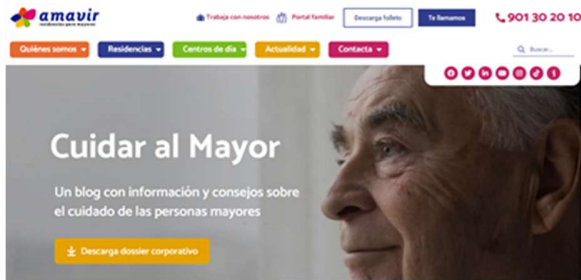 amavir
residencias para mayores
Trabaja con nosotros
Portal familiar
Descarga folleto
Te llamamos
901 30 20 10
Quiénes somos
Residencias
Centros de día
Actualidad
Contacta
Buscar...
Cuidar al Mayor
Un blog con información y consejos sobre
el cuidado de las personas mayores
Descarga dossier corporativo